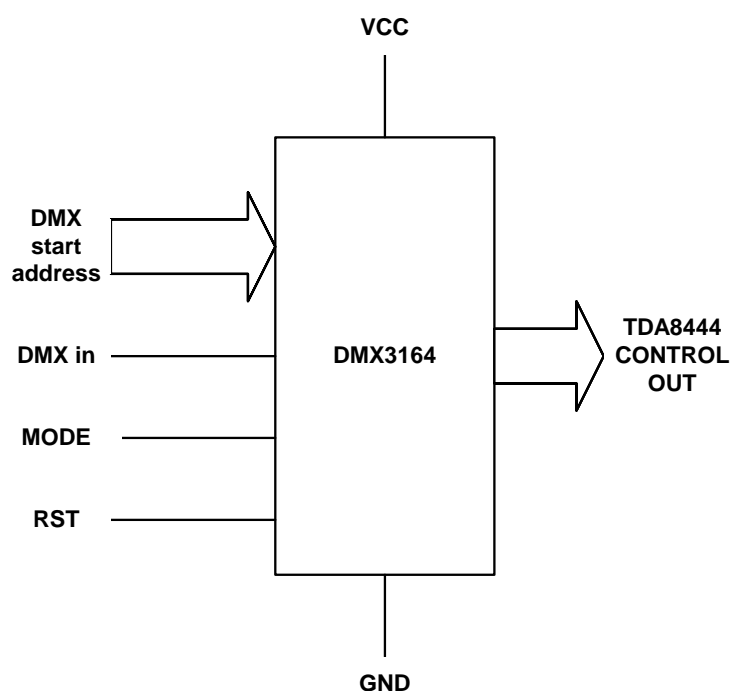 VCC
DMX
start
address
DMX in
DMX3164
TDA8444
CONTROL
OUT
MODE
RST
GND